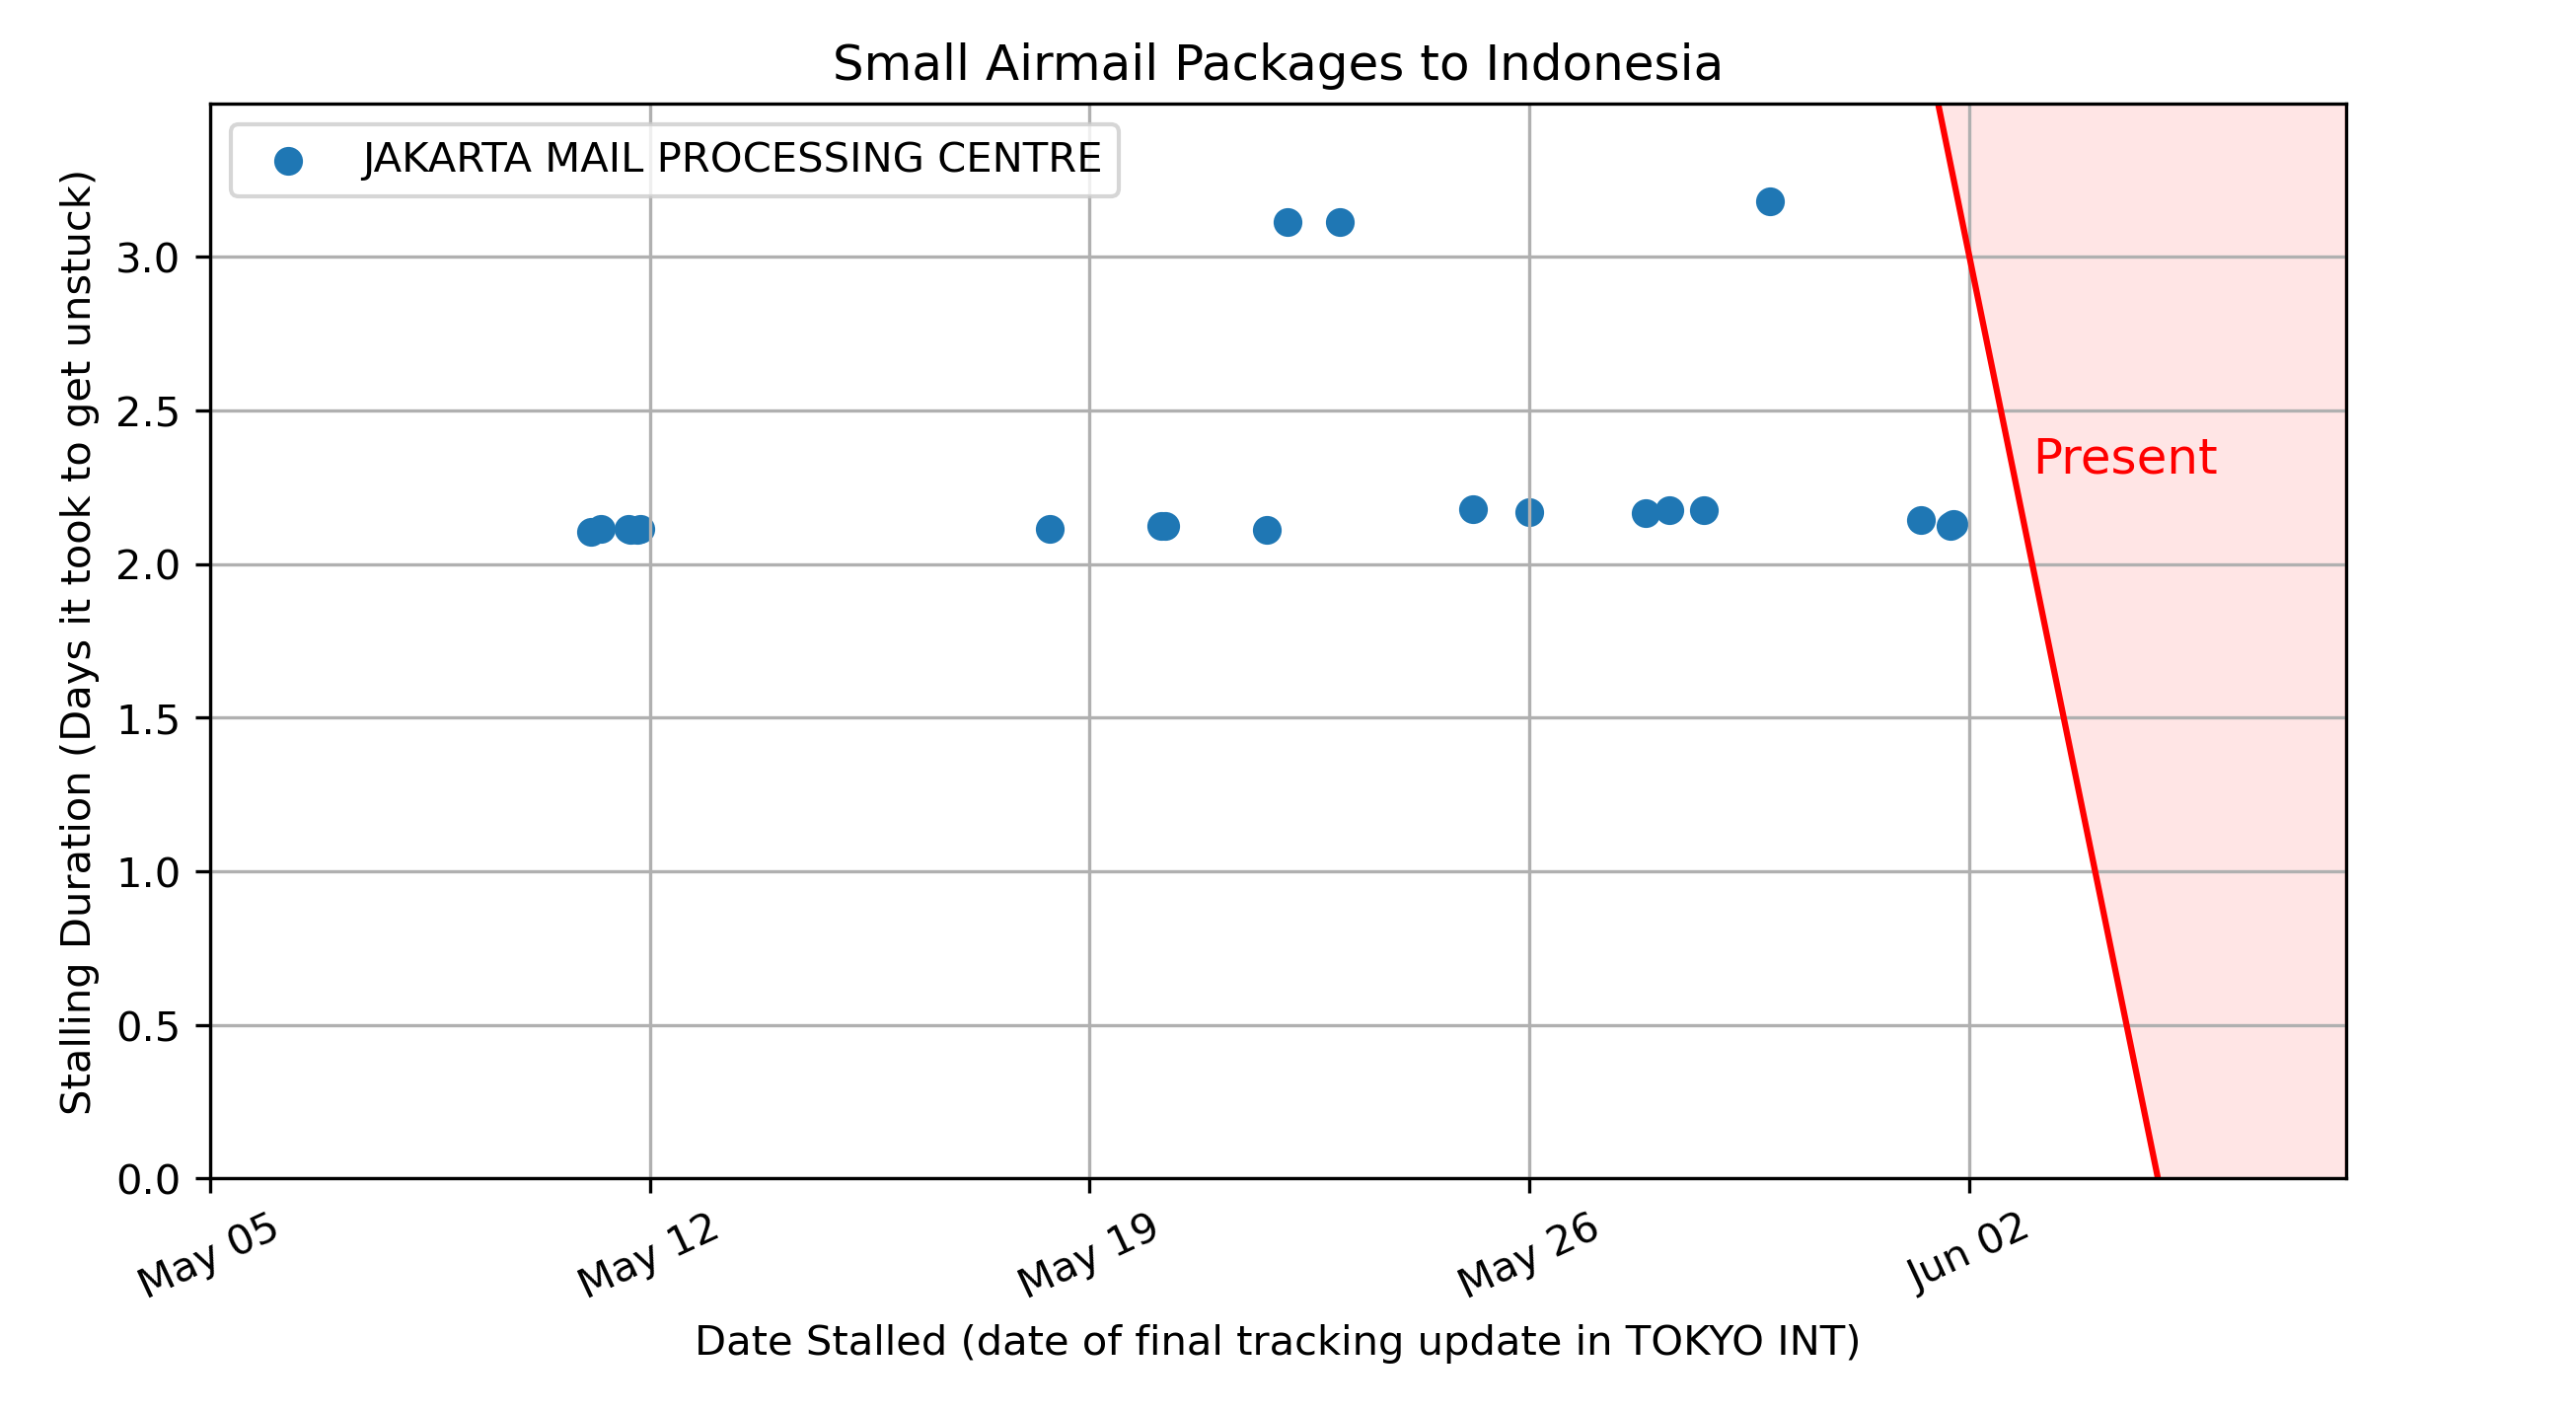 Small Airmail Packages to Indonesia
JAKARTA MAIL PROCESSING CENTRE
Stalling Duration (Days it took to get unstuck)
3.0
2.5
2.0
1.5
1.0
0.5
0.0
Present
May 05
May 12
May 19
May 26
Jun 02
Date Stalled (date of final tracking update in TOKYO INT)